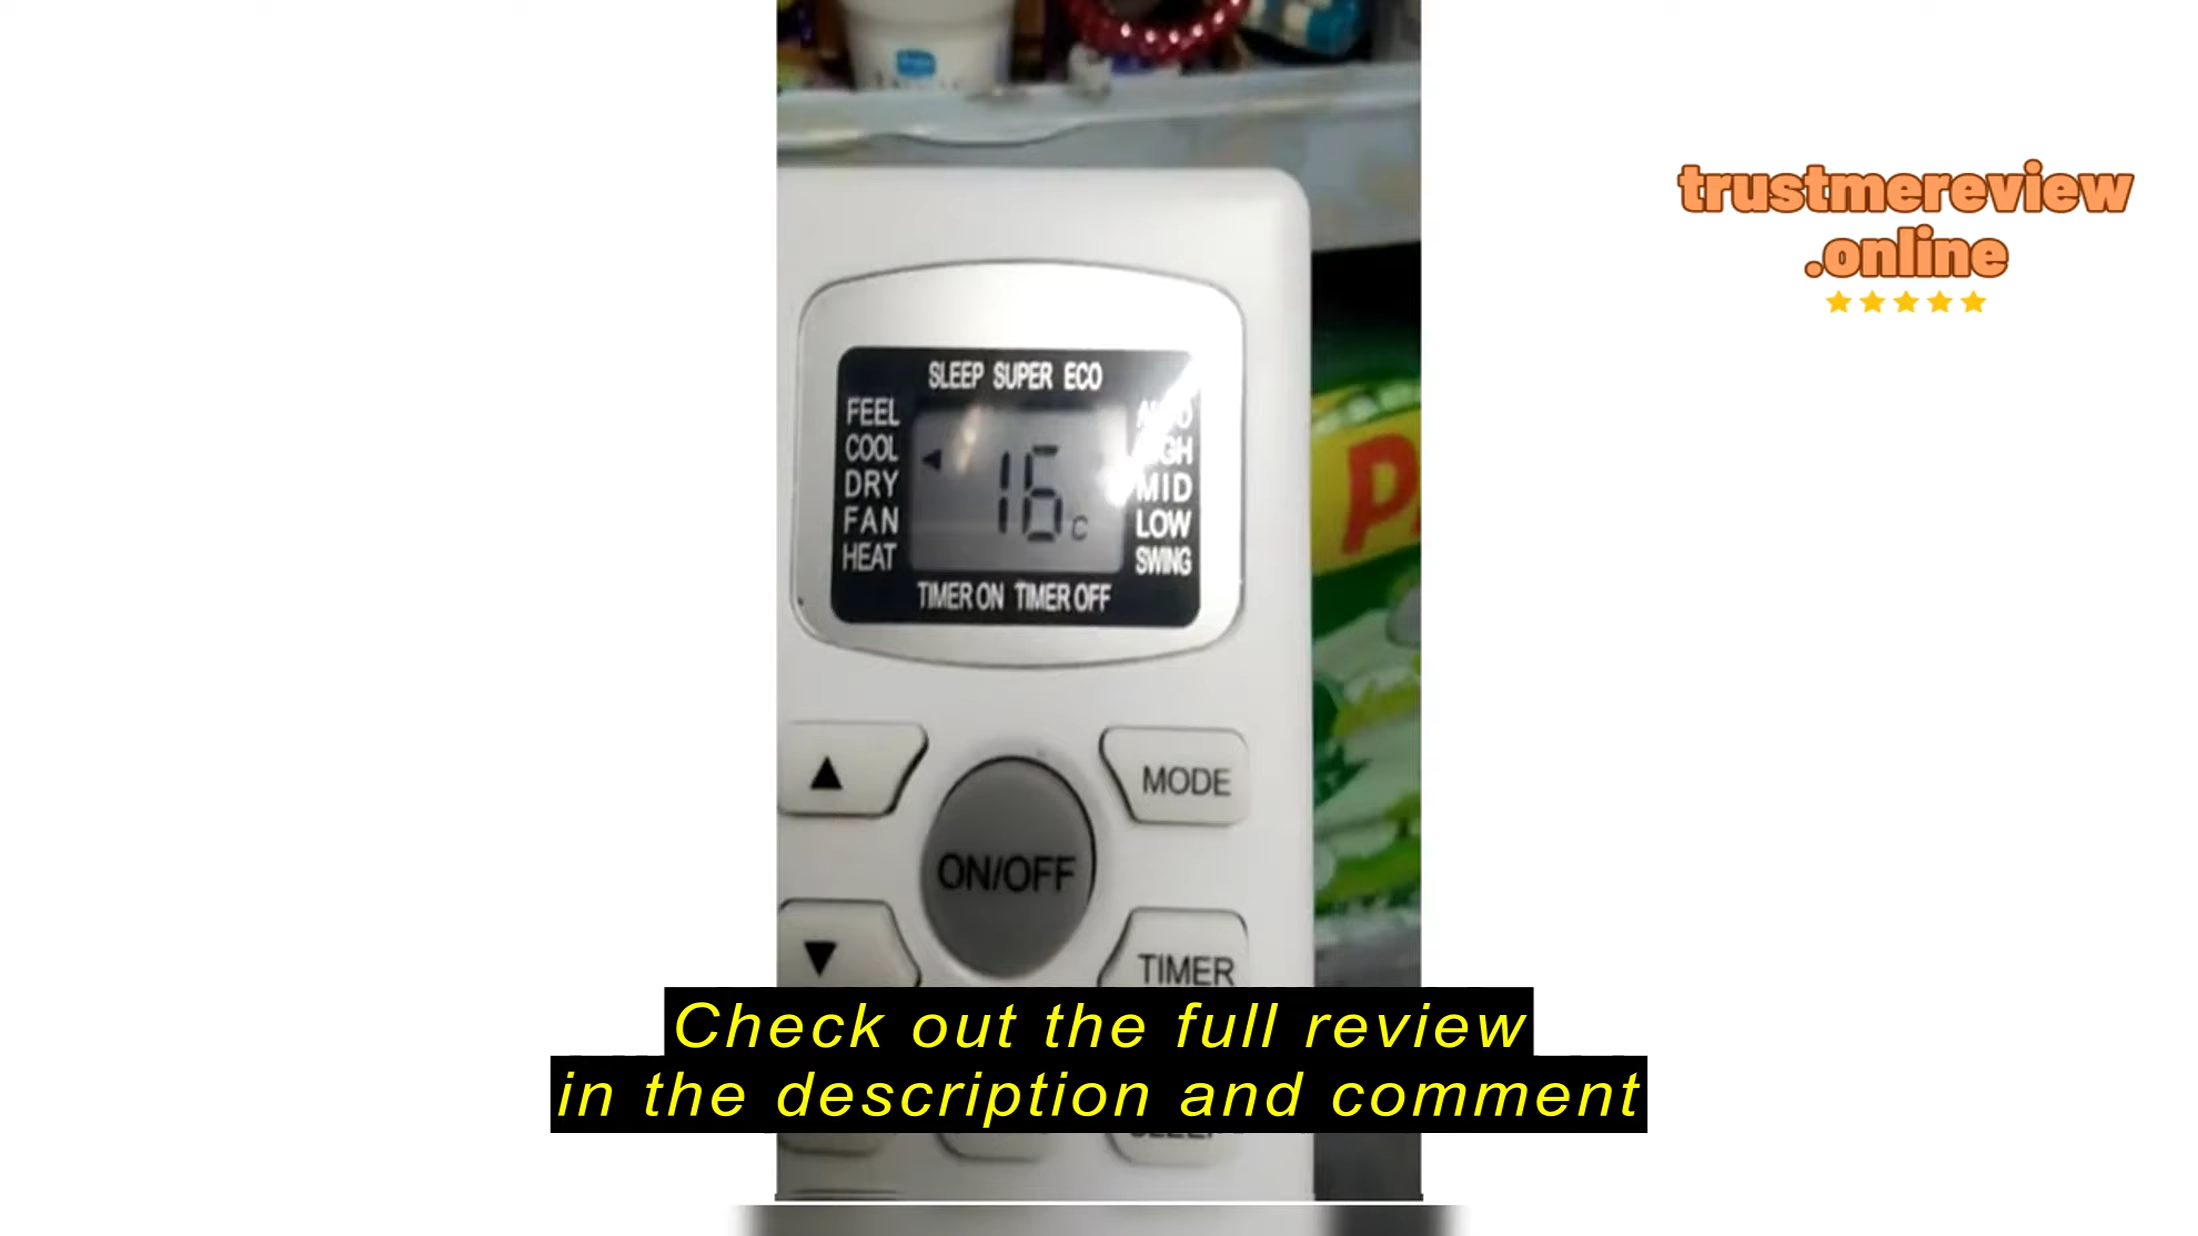 trustmereview
.online
SLEEP SUPER ECO
FEEL
COOL
DRY
FAN
HEAT
16c
MID
LOW
SWING
TIMER ON TIMER OFF
▲
MODE
ON/OFF
▼
TIMER
Check out the full review
in the description and comment